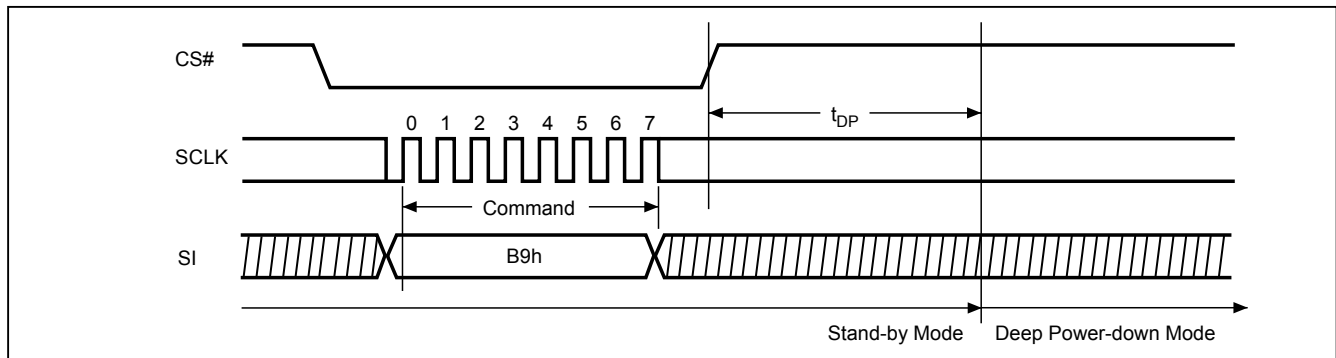 CS#
t_DP
0 1 2 3 4 5 6 7
SCLK
Command
SI
B9h
Stand-by Mode Deep Power-down Mode